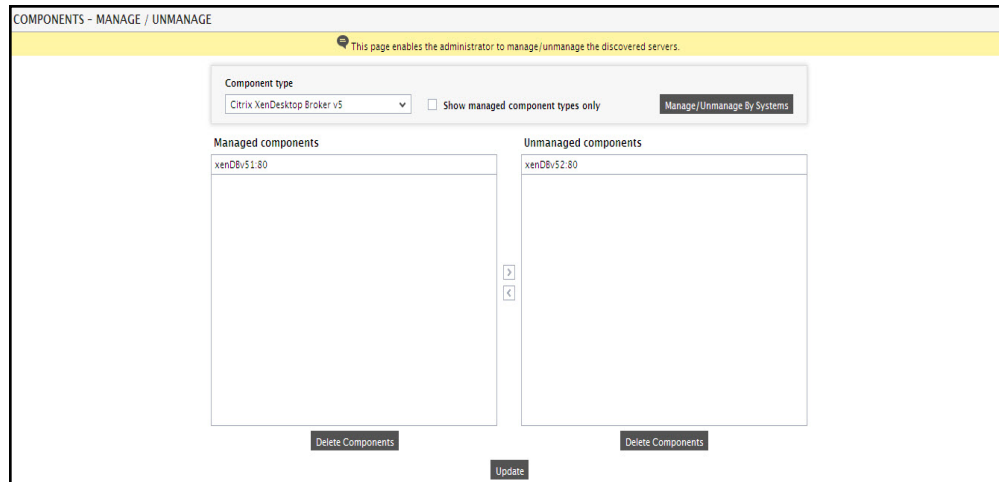 COMPONENTS - MANAGE / UNMANAGE
This page enables the administrator to manage/unmanage the discovered servers.
Component type
Citrix XenDesktop Broker v5
Show managed component types only
Manage/Unmanage By Systems
Managed components
Unmanaged components
xenDBv51:80
xenDBv52:80
>
<
Delete Components
Delete Components
Update